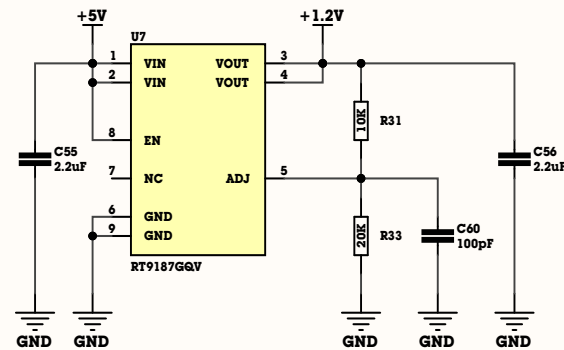 +5V
+1.2V
U7
1
VIN
VOUT
3
2
VIN
VOUT
4
10K
R31
8
EN
C55
2.2uF
C56
2.2uF
7
NC
ADJ
5
6
GND
20K
R33
C60
100pF
9
GND
RT9187GQV
GND
GND
GND
GND
GND